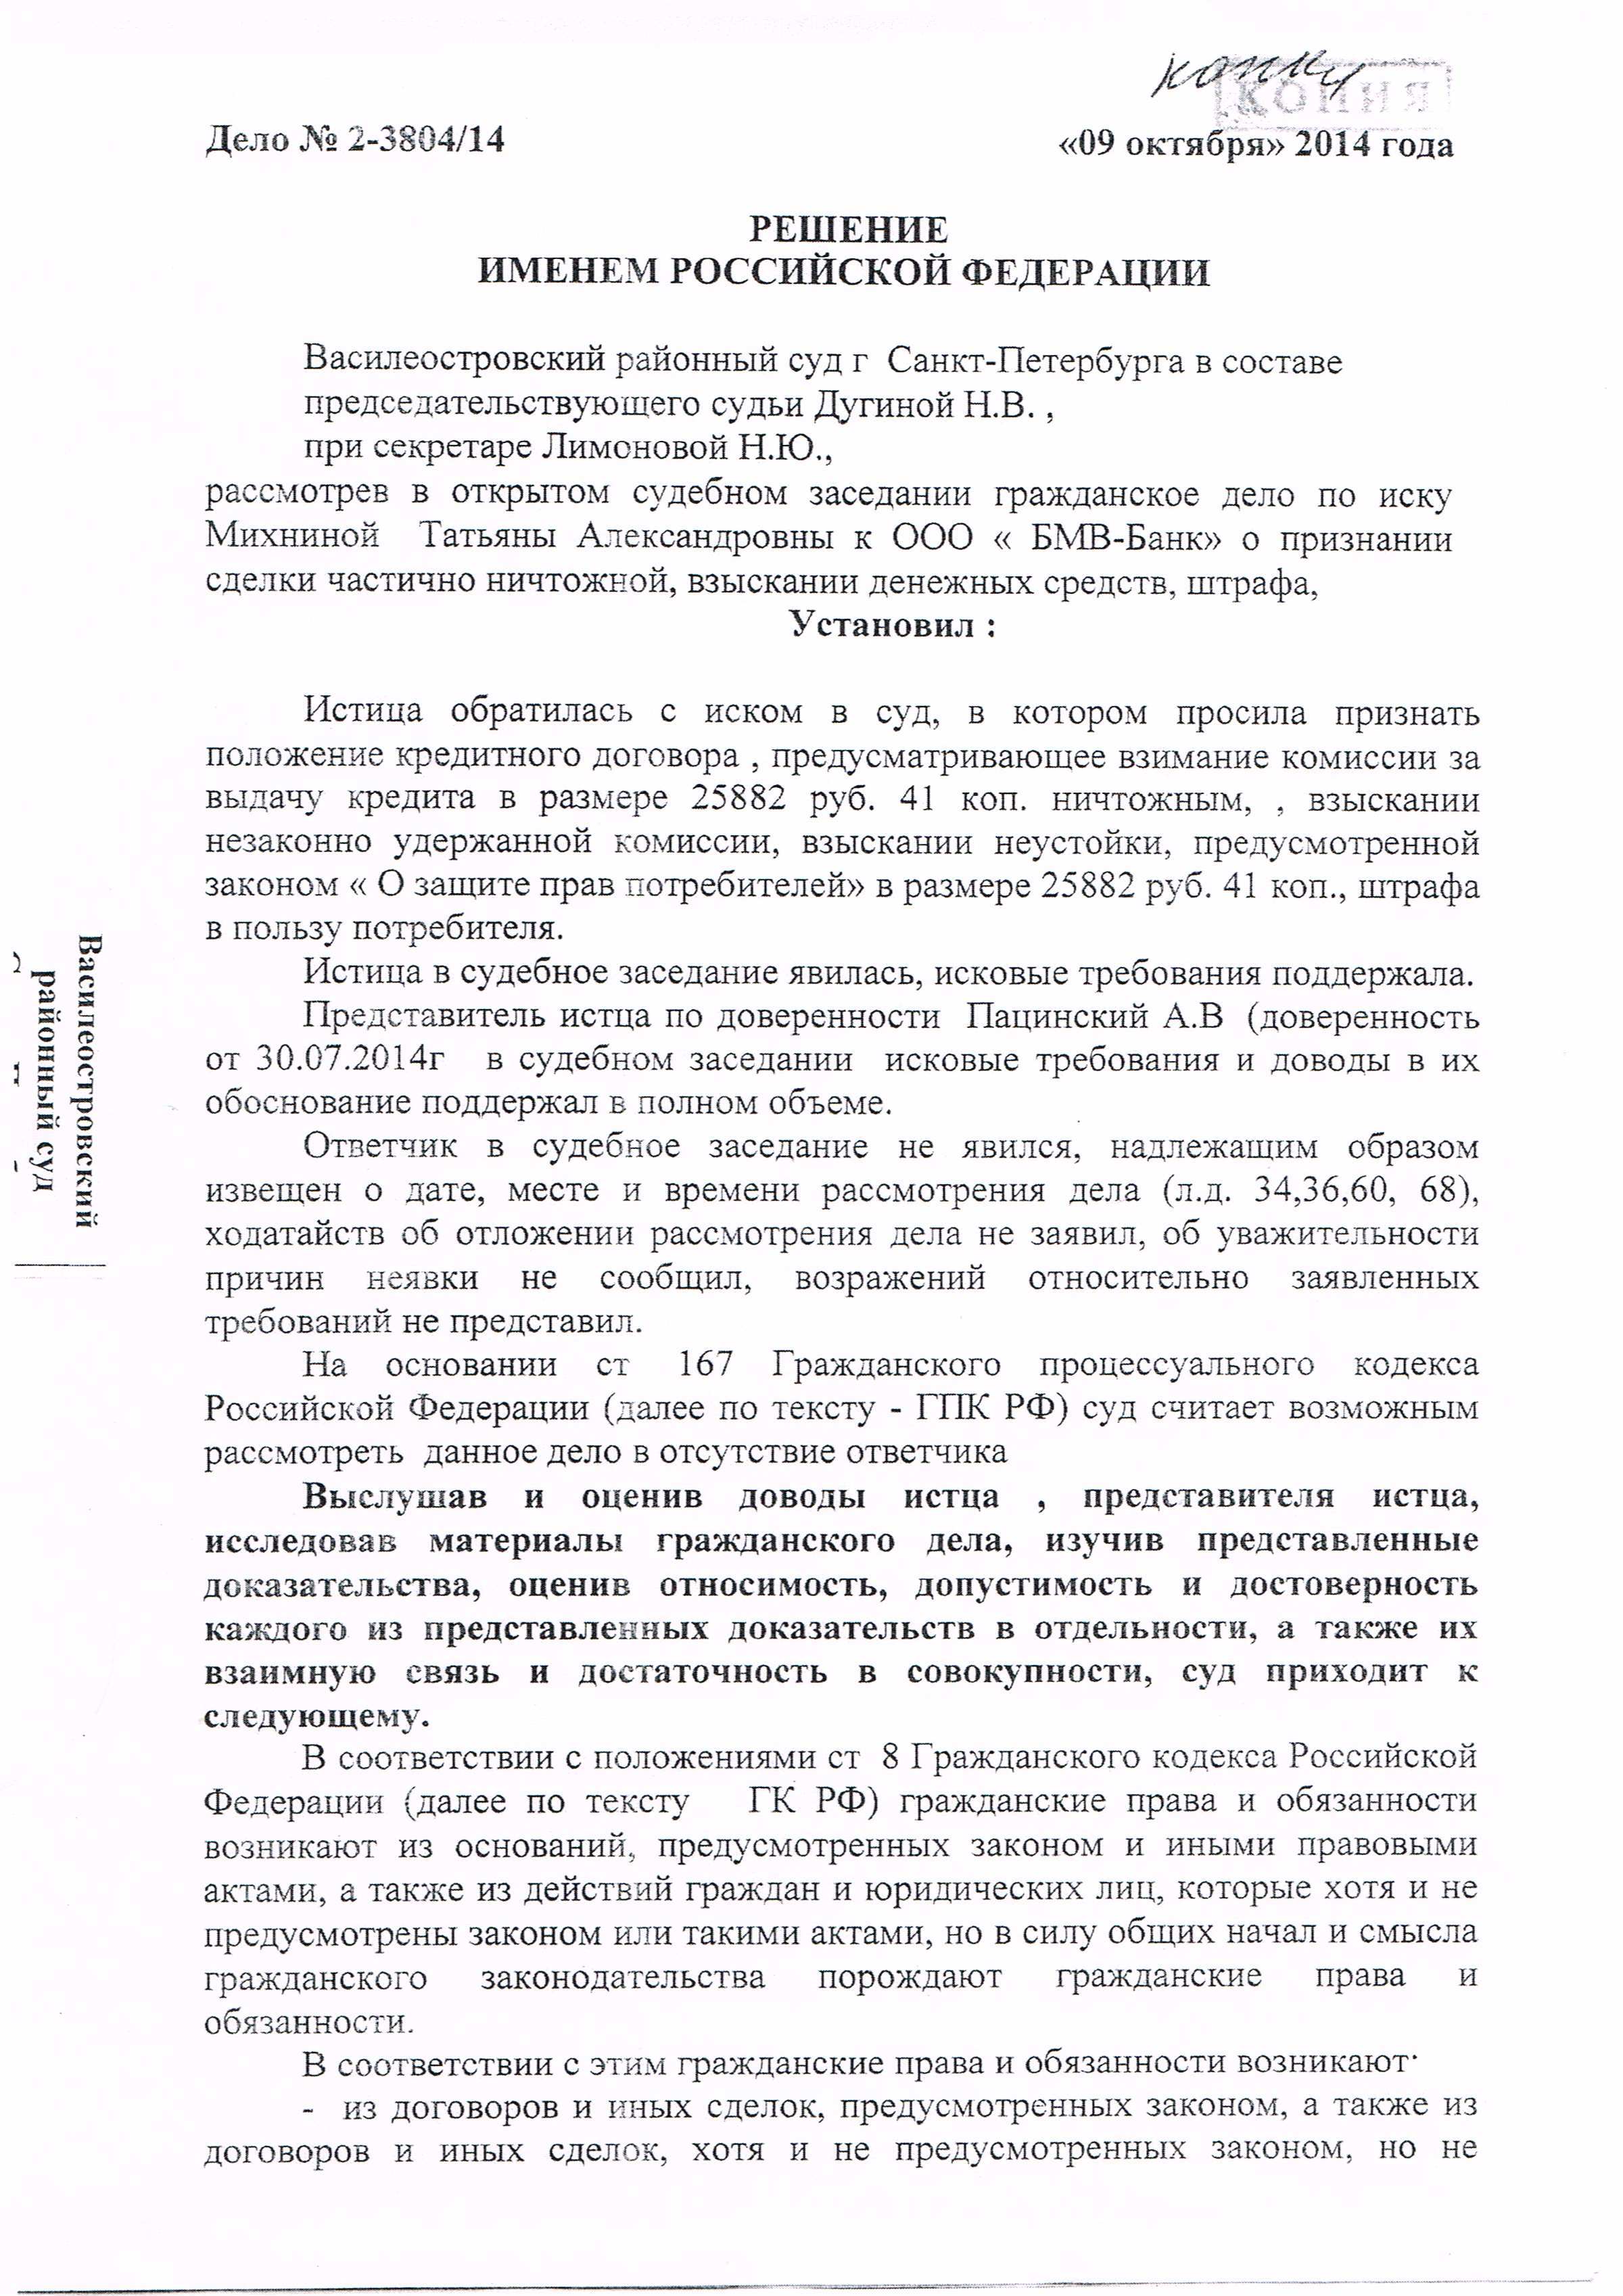 копия
КОПИЯ
Дело № 2-3804/14 «09 октября» 2014 года
РЕШЕНИЕ
ИМЕНЕМ РОССИЙСКОЙ ФЕДЕРАЦИИ
Василеостровский районный суд г Санкт-Петербурга в составе
председательствующего судьи Дугиной Н.В. ,
при секретаре Лимоновой Н.Ю.,
рассмотрев в открытом судебном заседании гражданское дело по иску
Михниной Татьяны Александровны к ООО « БМВ-Банк» о признании
сделки частично ничтожной, взыскании денежных средств, штрафа,
Установил :
Истица обратилась с иском в суд, в котором просила признать
положение кредитного договора , предусматривающее взимание комиссии за
выдачу кредита в размере 25882 руб. 41 коп. ничтожным, , взыскании
незаконно удержанной комиссии, взыскании неустойки, предусмотренной
законом « О защите прав потребителей» в размере 25882 руб. 41 коп., штрафа
в пользу потребителя.
Истица в судебное заседание явилась, исковые требования поддержала.
Представитель истца по доверенности Пацинский А.В (доверенность
от 30.07.2014г в судебном заседании исковые требования и доводы в их
обоснование поддержал в полном объеме.
Ответчик в судебное заседание не явился, надлежащим образом
извещен о дате, месте и времени рассмотрения дела (л.д. 34,36,60, 68),
ходатайств об отложении рассмотрения дела не заявил, об уважительности
причин неявки не сообщил, возражений относительно заявленных
требований не представил.
На основании ст 167 Гражданского процессуального кодекса
Российской Федерации (далее по тексту - ГПК РФ) суд считает возможным
рассмотреть данное дело в отсутствие ответчика
Выслушав и оценив доводы истца , представителя истца,
исследовав материалы гражданского дела, изучив представленные
доказательства, оценив относимость, допустимость и достоверность
каждого из представленных доказательств в отдельности, а также их
взаимную связь и достаточность в совокупности, суд приходит к
следующему.
В соответствии с положениями ст 8 Гражданского кодекса Российской
Федерации (далее по тексту ГК РФ) гражданские права и обязанности
возникают из оснований, предусмотренных законом и иными правовыми
актами, а также из действий граждан и юридических лиц, которые хотя и не
предусмотрены законом или такими актами, но в силу общих начал и смысла
гражданского законодательства порождают гражданские права и
обязанности.
В соответствии с этим гражданские права и обязанности возникают·
- из договоров и иных сделок, предусмотренных законом, а также из
договоров и иных сделок, хотя и не предусмотренных законом, но не
Василеостровский
районный суд